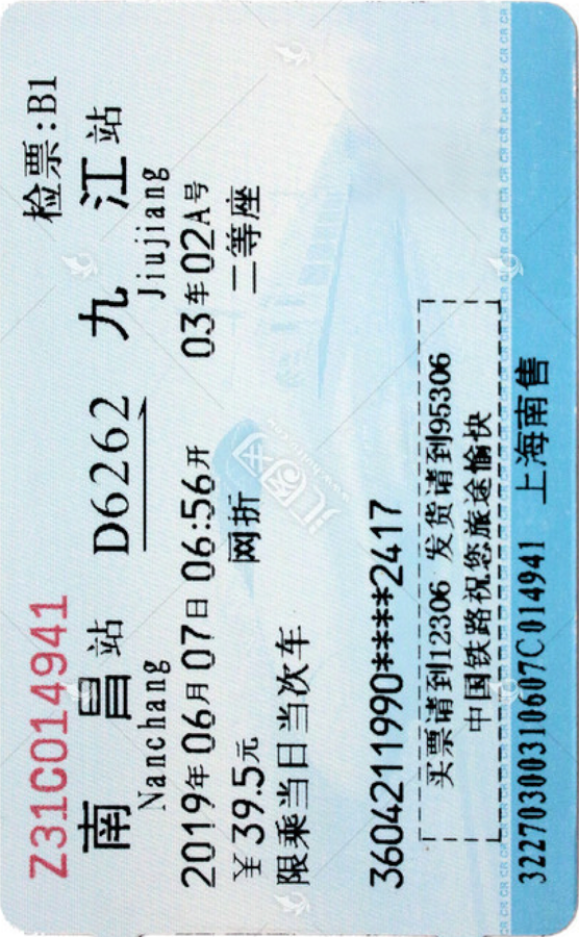 Z31C014941 检票:B1
南昌站 D6262 九江站
Nanchang Jiujiang
2019年06月07日06:56开 03车02A号
￥39.5元 网折 二等座
限乘当日当次车
3604211990****2417
买票请到12306 发货请到95306
中国铁路祝您旅途愉快
32270300310607C014941 上海南售